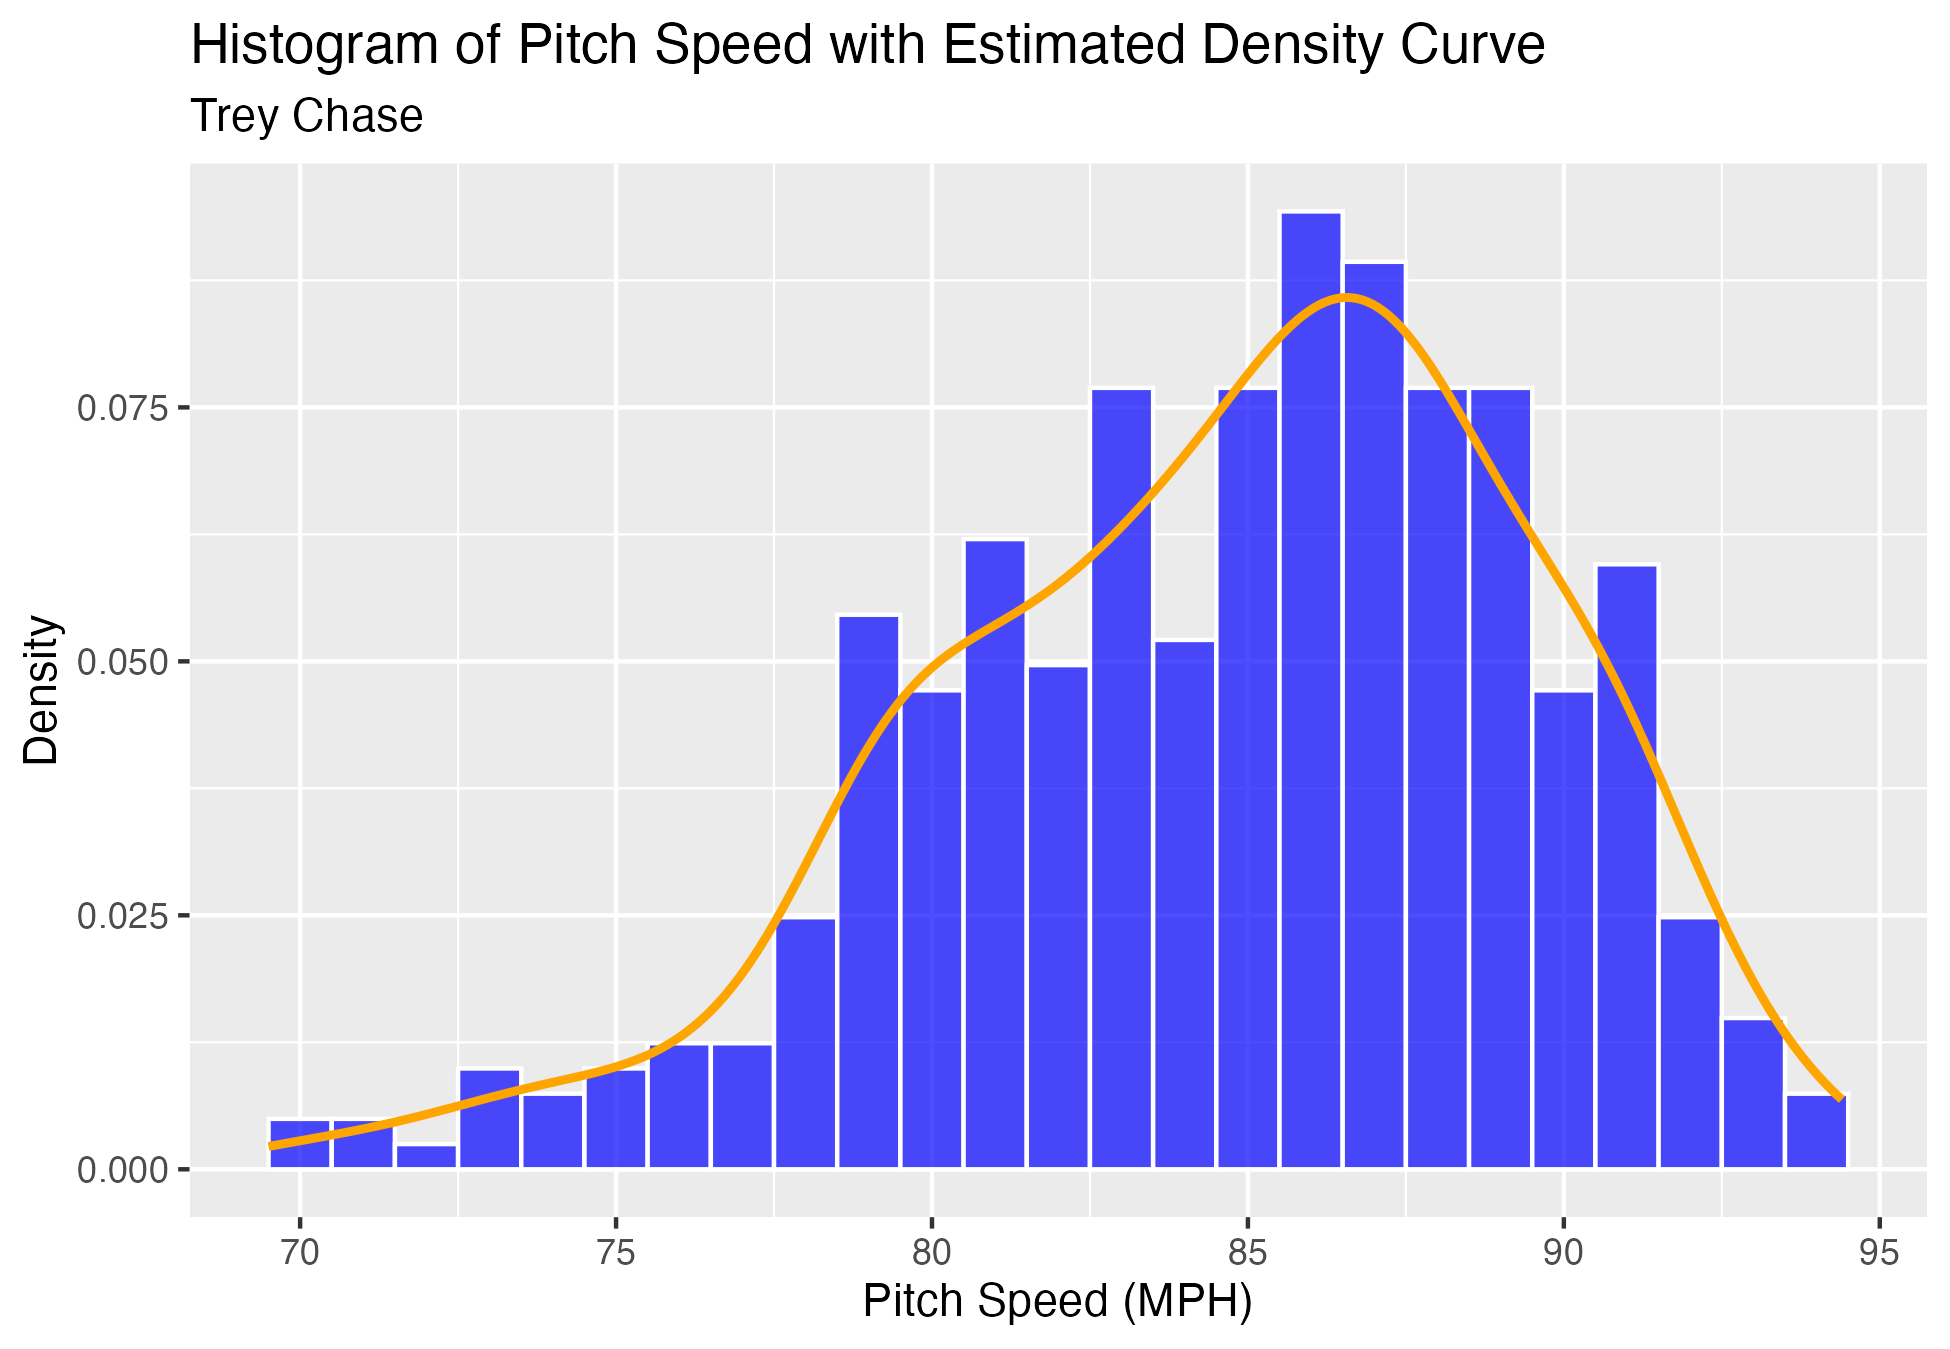 Histogram of Pitch Speed with Estimated Density Curve
Trey Chase
Density
0.075
0.050
0.025
0.000
70 75 80 85 90 95
Pitch Speed (MPH)